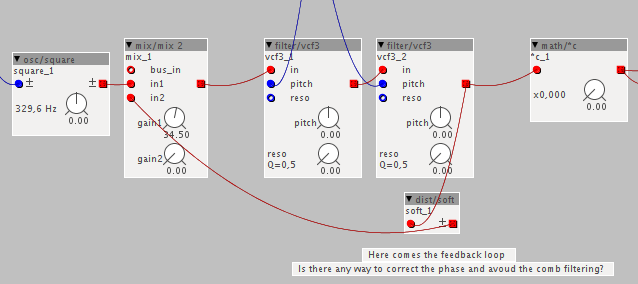 osc/square
square_1
± ±
329,6 Hz
0.00
mix/mix 2
mix_1
bus_in
in1
in2
gain1
34.50
gain2
0.00
filter/vcf3
vcf3_1
in
pitch
reso
pitch
0.00
reso
Q=0,5
0.00
filter/vcf3
vcf3_2
in
pitch
reso
pitch
0.00
reso
Q=0,5
0.00
math/*c
*c_1
x0,000
0.00
dist/soft
soft_1
+
Here comes the feedback loop
Is there any way to correct the phase and avoud the comb filtering?